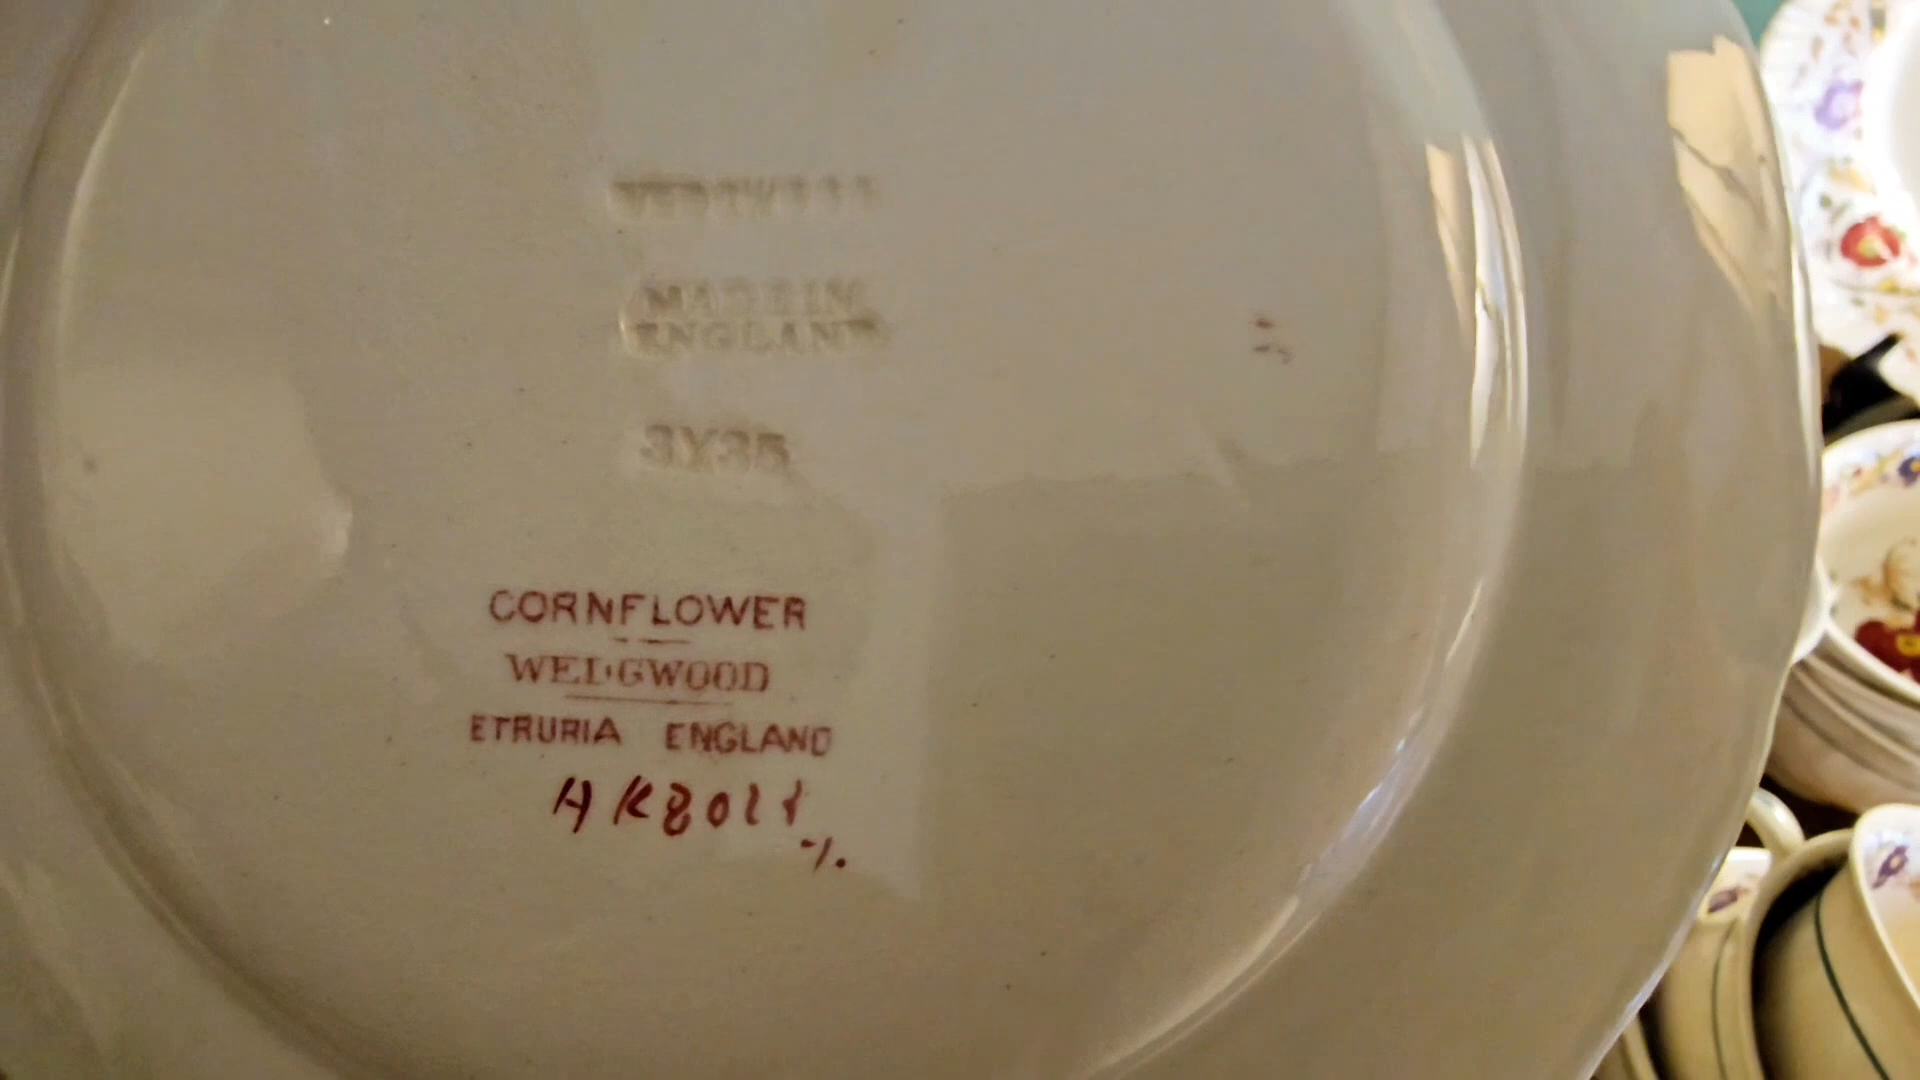 MADE IN
ENGLAND
3Y35
CORNFLOWER
WEDGWOOD
ETRURIA ENGLAND